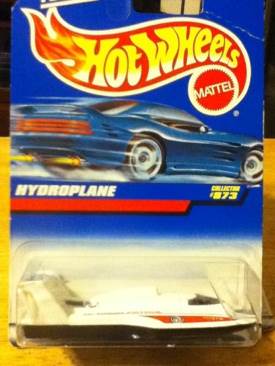 HOT WHEELS
MATTEL
HYDROPLANE
COLLECTOR
#873